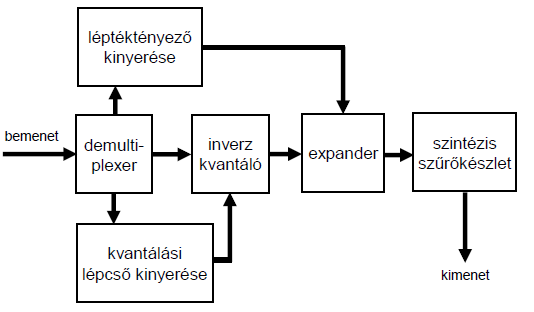 léptéktényező
kinyerése
bemenet
demulti-
plexer
inverz
kvantáló
expander
szintézis
szűrőkészlet
kvantálási
lépcső kinyerése
kimenet